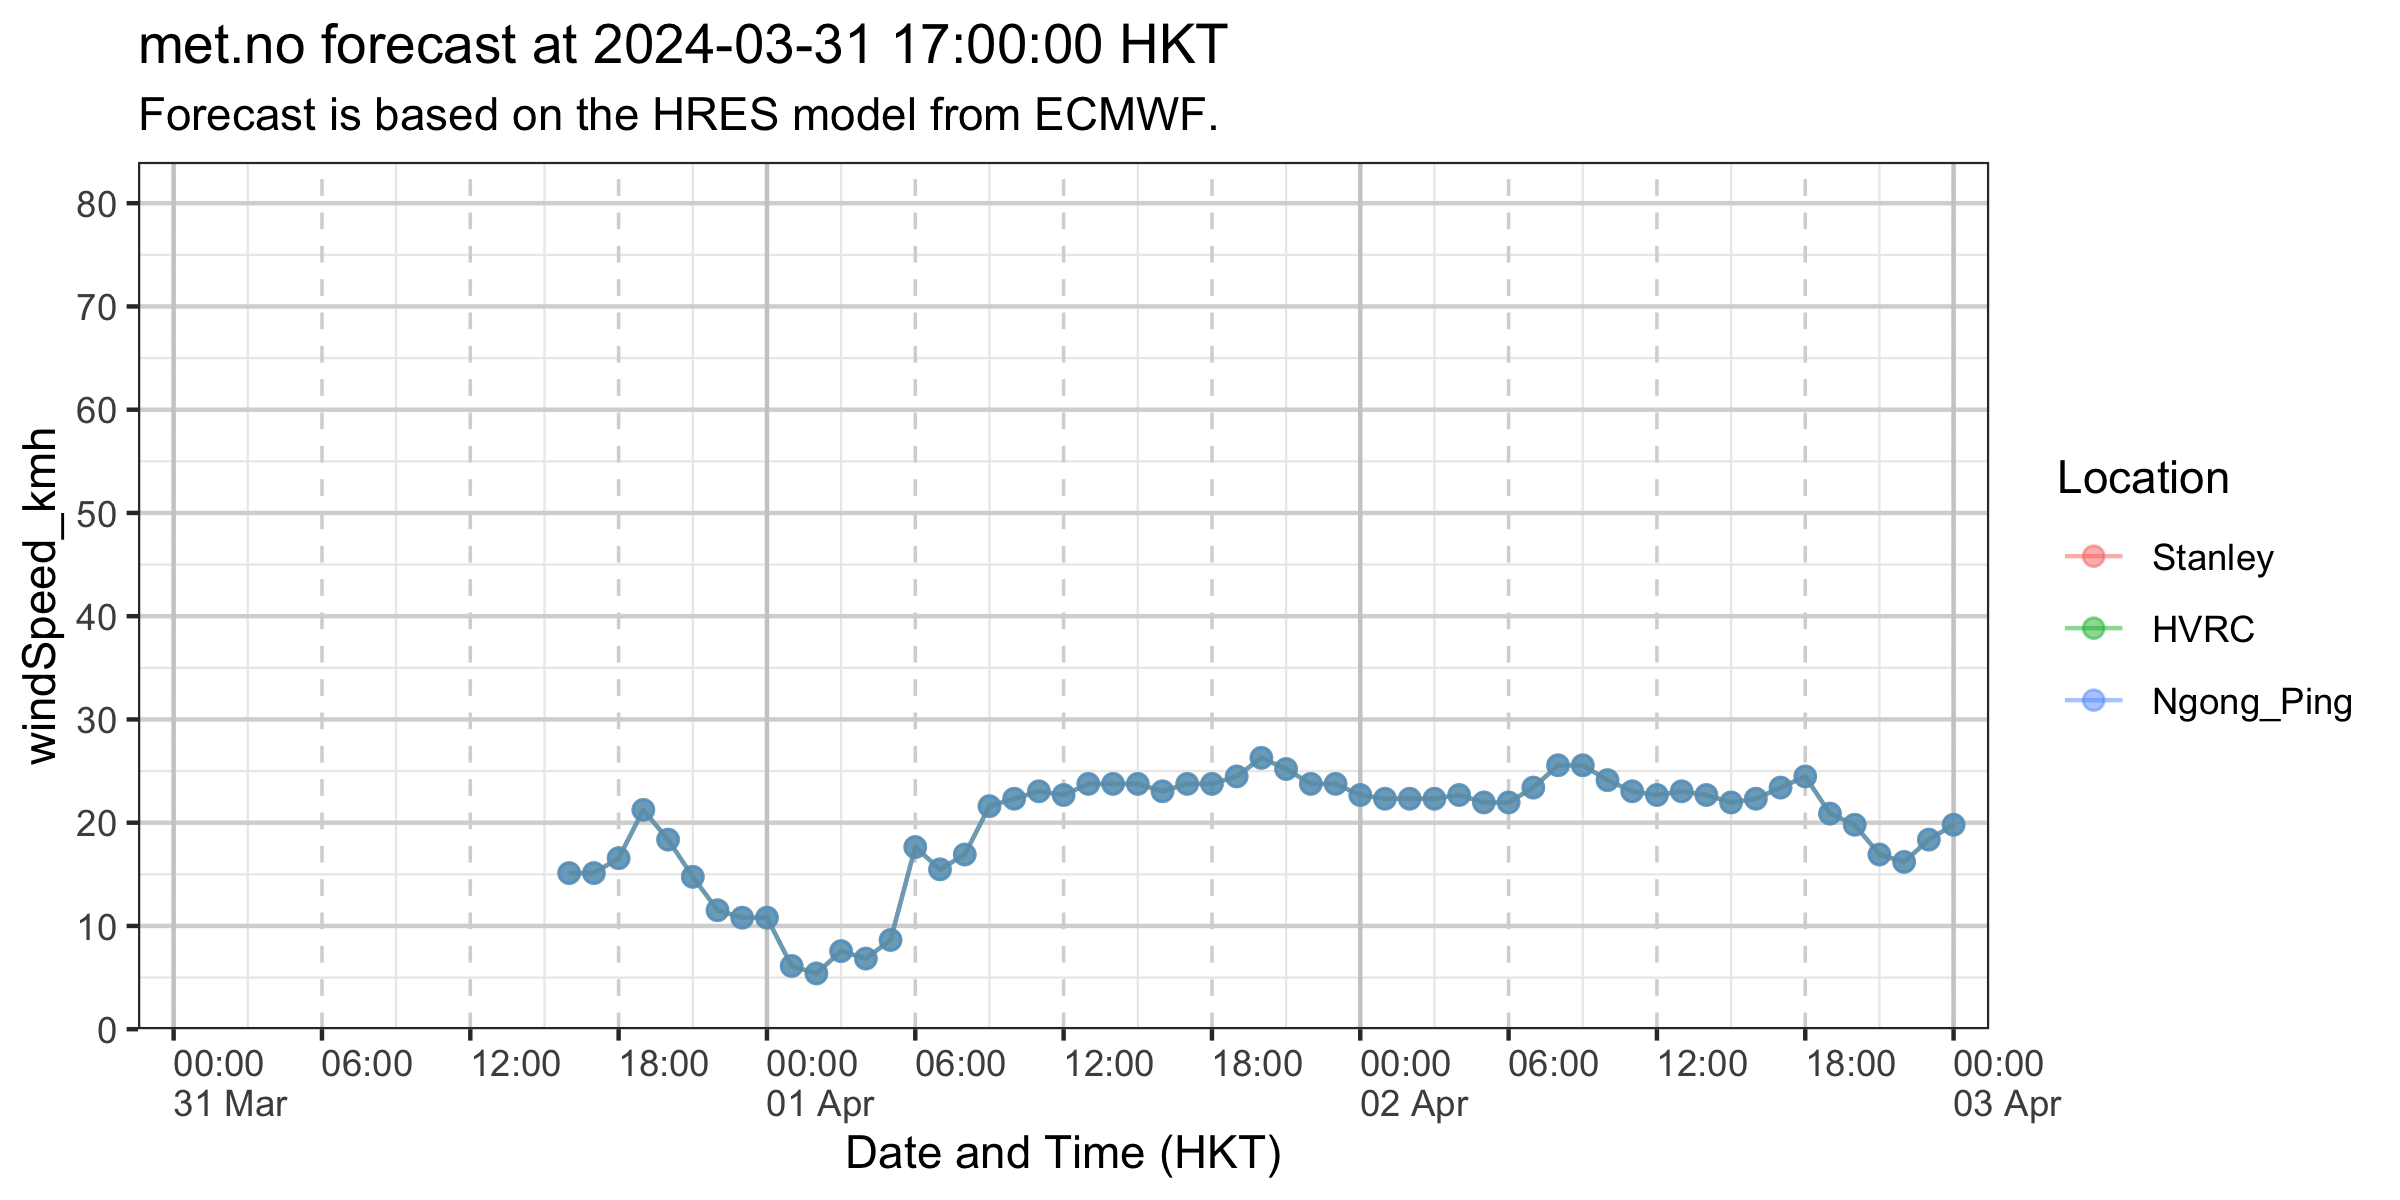 met.no forecast at 2024-03-31 17:00:00 HKT
Forecast is based on the HRES model from ECMWF.
windSpeed_kmh
80
70
60
50
40
30
20
10
0
00:00 06:00 12:00 18:00 00:00 06:00 12:00 18:00 00:00 06:00 12:00 18:00 00:00
31 Mar 01 Apr 02 Apr 03 Apr
Date and Time (HKT)
Location
Stanley
HVRC
Ngong_Ping